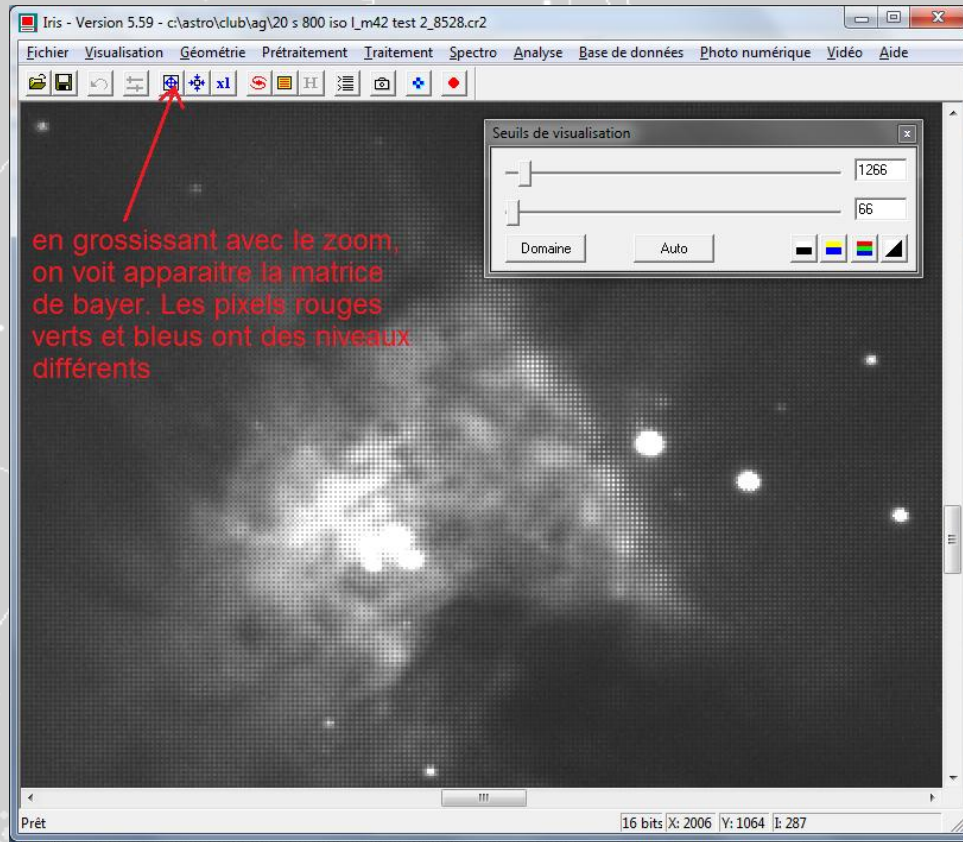 Iris - Version 5.59 - c:\astro\club\ag\20 s 800 iso l_m42 test 2_8528.cr2
Fichier Visualisation Géométrie Prétraitement Traitement Spectro Analyse Base de données Photo numérique Vidéo Aide
x1 H
Seuils de visualisation
1266
66
Domaine Auto
en grossissant avec le zoom,
on voit apparaitre la matrice
de bayer. Les pixels rouges
verts et bleus ont des niveaux
différents
Prêt 16 bits X: 2006 Y: 1064 I: 287